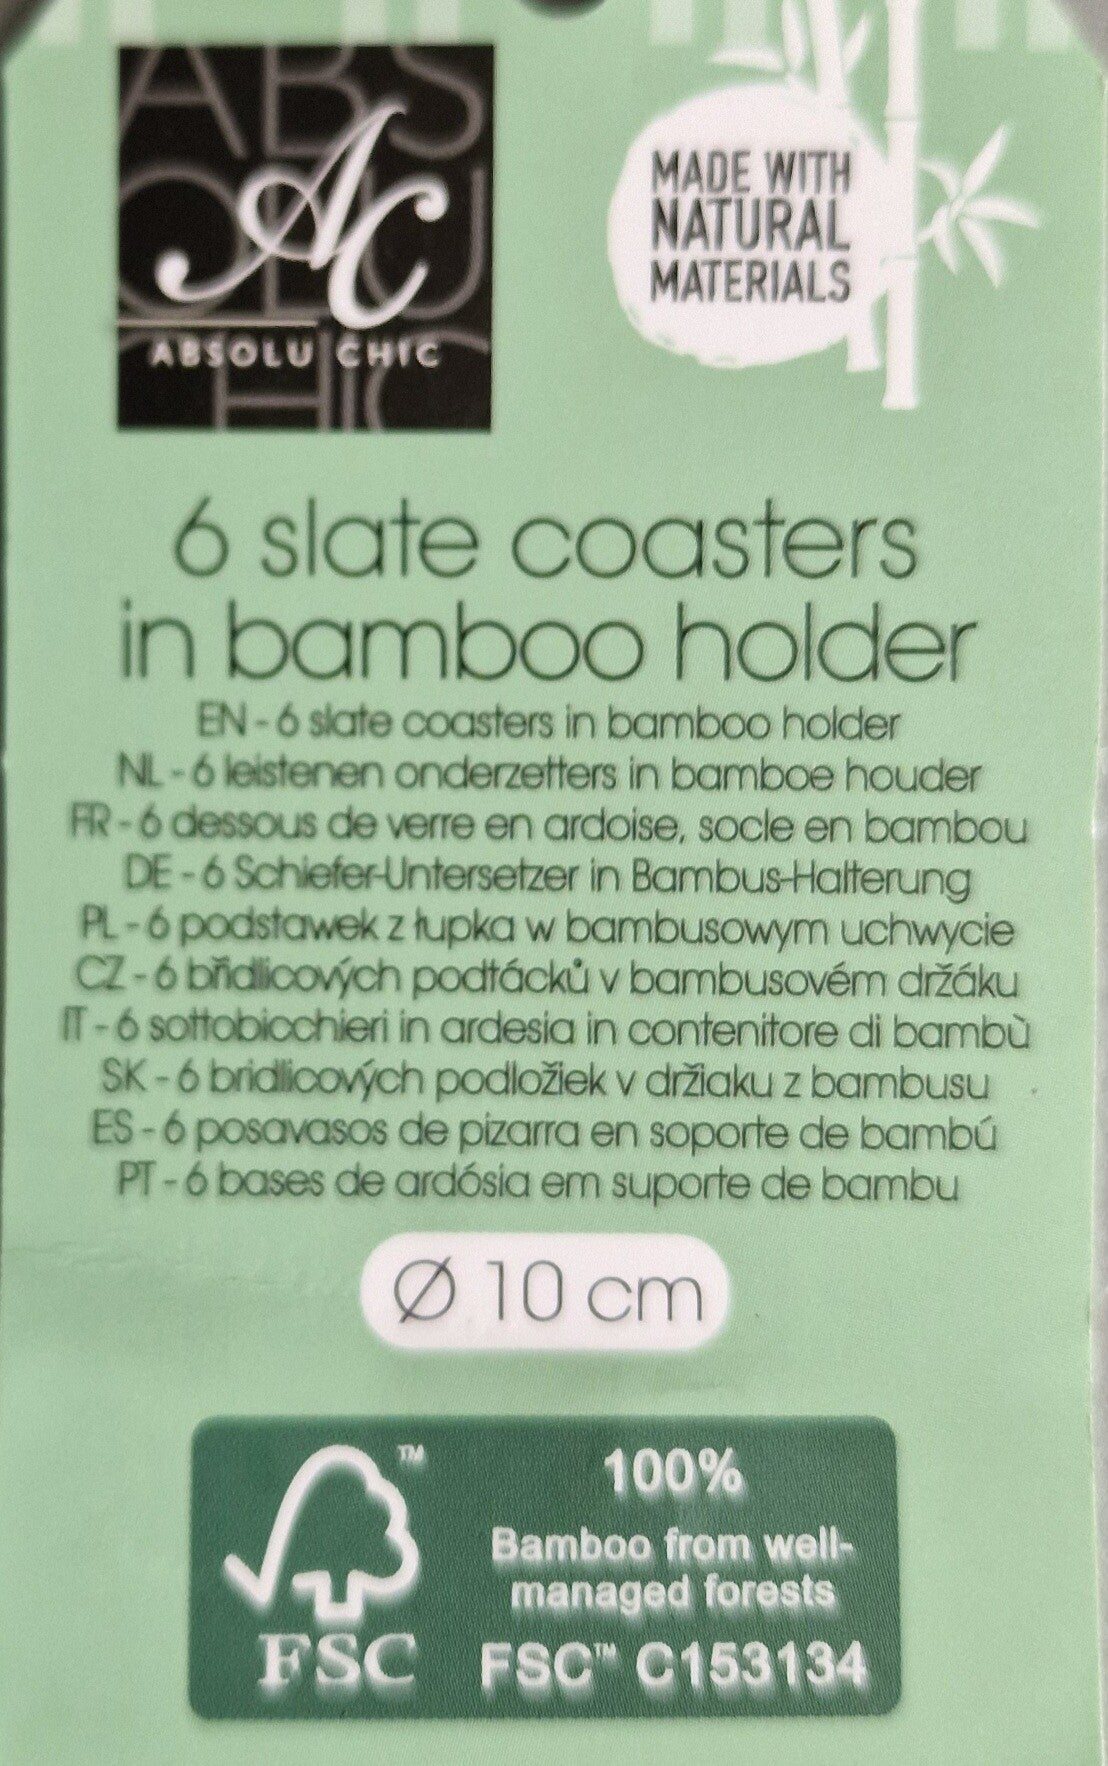 ABSOLU CHIC
AC
ABSOLU CHIC
MADE WITH
NATURAL
MATERIALS
6 slate coasters
in bamboo holder
EN - 6 slate coasters in bamboo holder
NL - 6 leistenen onderzetters in bamboe houder
FR - 6 dessous de verre en ardoise, socle en bambou
DE - 6 Schiefer-Untersetzer in Bambus-Halterung
PL - 6 podstawek z łupka w bambusowym uchwycie
CZ - 6 břidlicových podtácků v bambusovém držáku
IT - 6 sottobicchieri in ardesia in contenitore di bambù
SK - 6 bridlicových podložiek v držiaku z bambusu
ES - 6 posavasos de pizarra en soporte de bambú
PT - 6 bases de ardósia em suporte de bambu
Ø 10 cm
TM
FSC
100%
Bamboo from well-
managed forests
FSC™ C153134